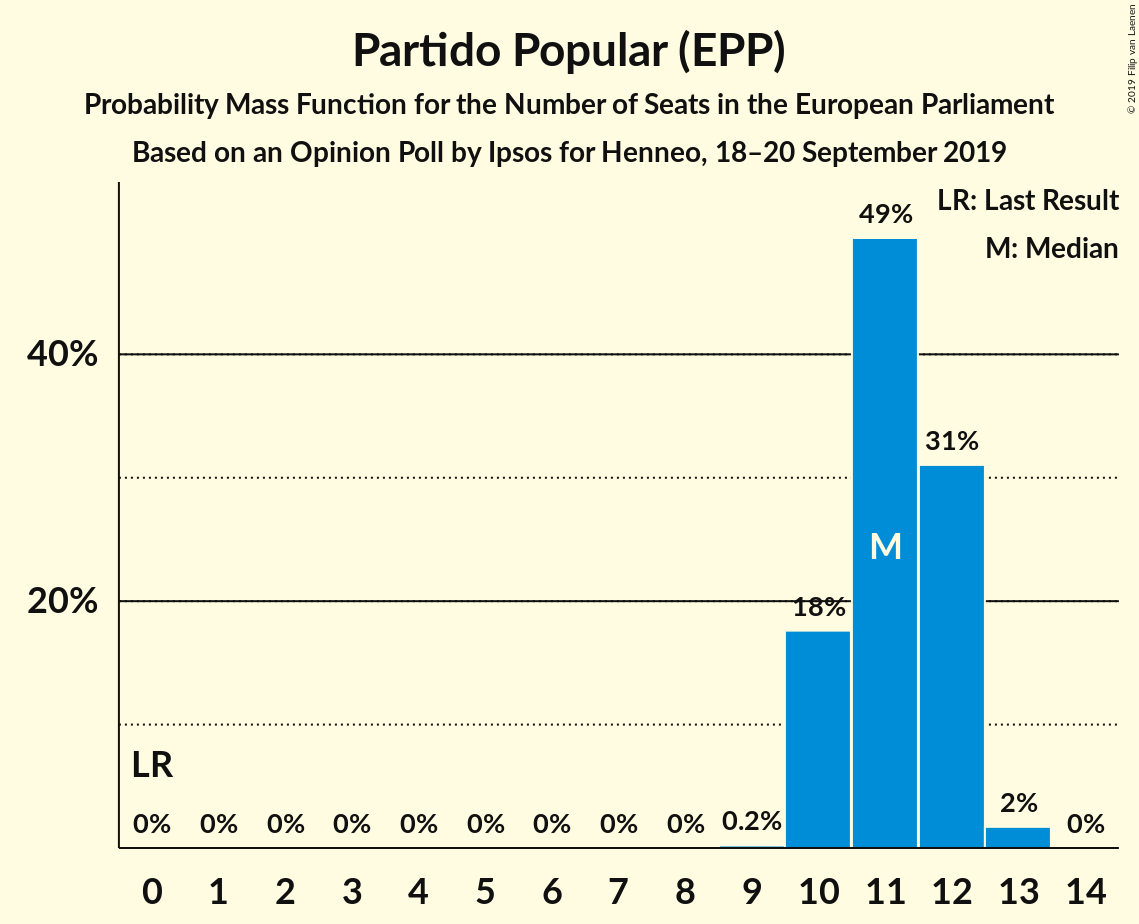 Partido Popular (EPP)
Probability Mass Function for the Number of Seats in the European Parliament
Based on an Opinion Poll by Ipsos for Henneo, 18–20 September 2019
© 2019 Filip van Laenen
LR: Last Result
M: Median
49%
40%
31%
M
20%
18%
LR
0% 0% 0% 0% 0% 0% 0% 0% 0% 0.2% 2% 0%
0 1 2 3 4 5 6 7 8 9 10 11 12 13 14